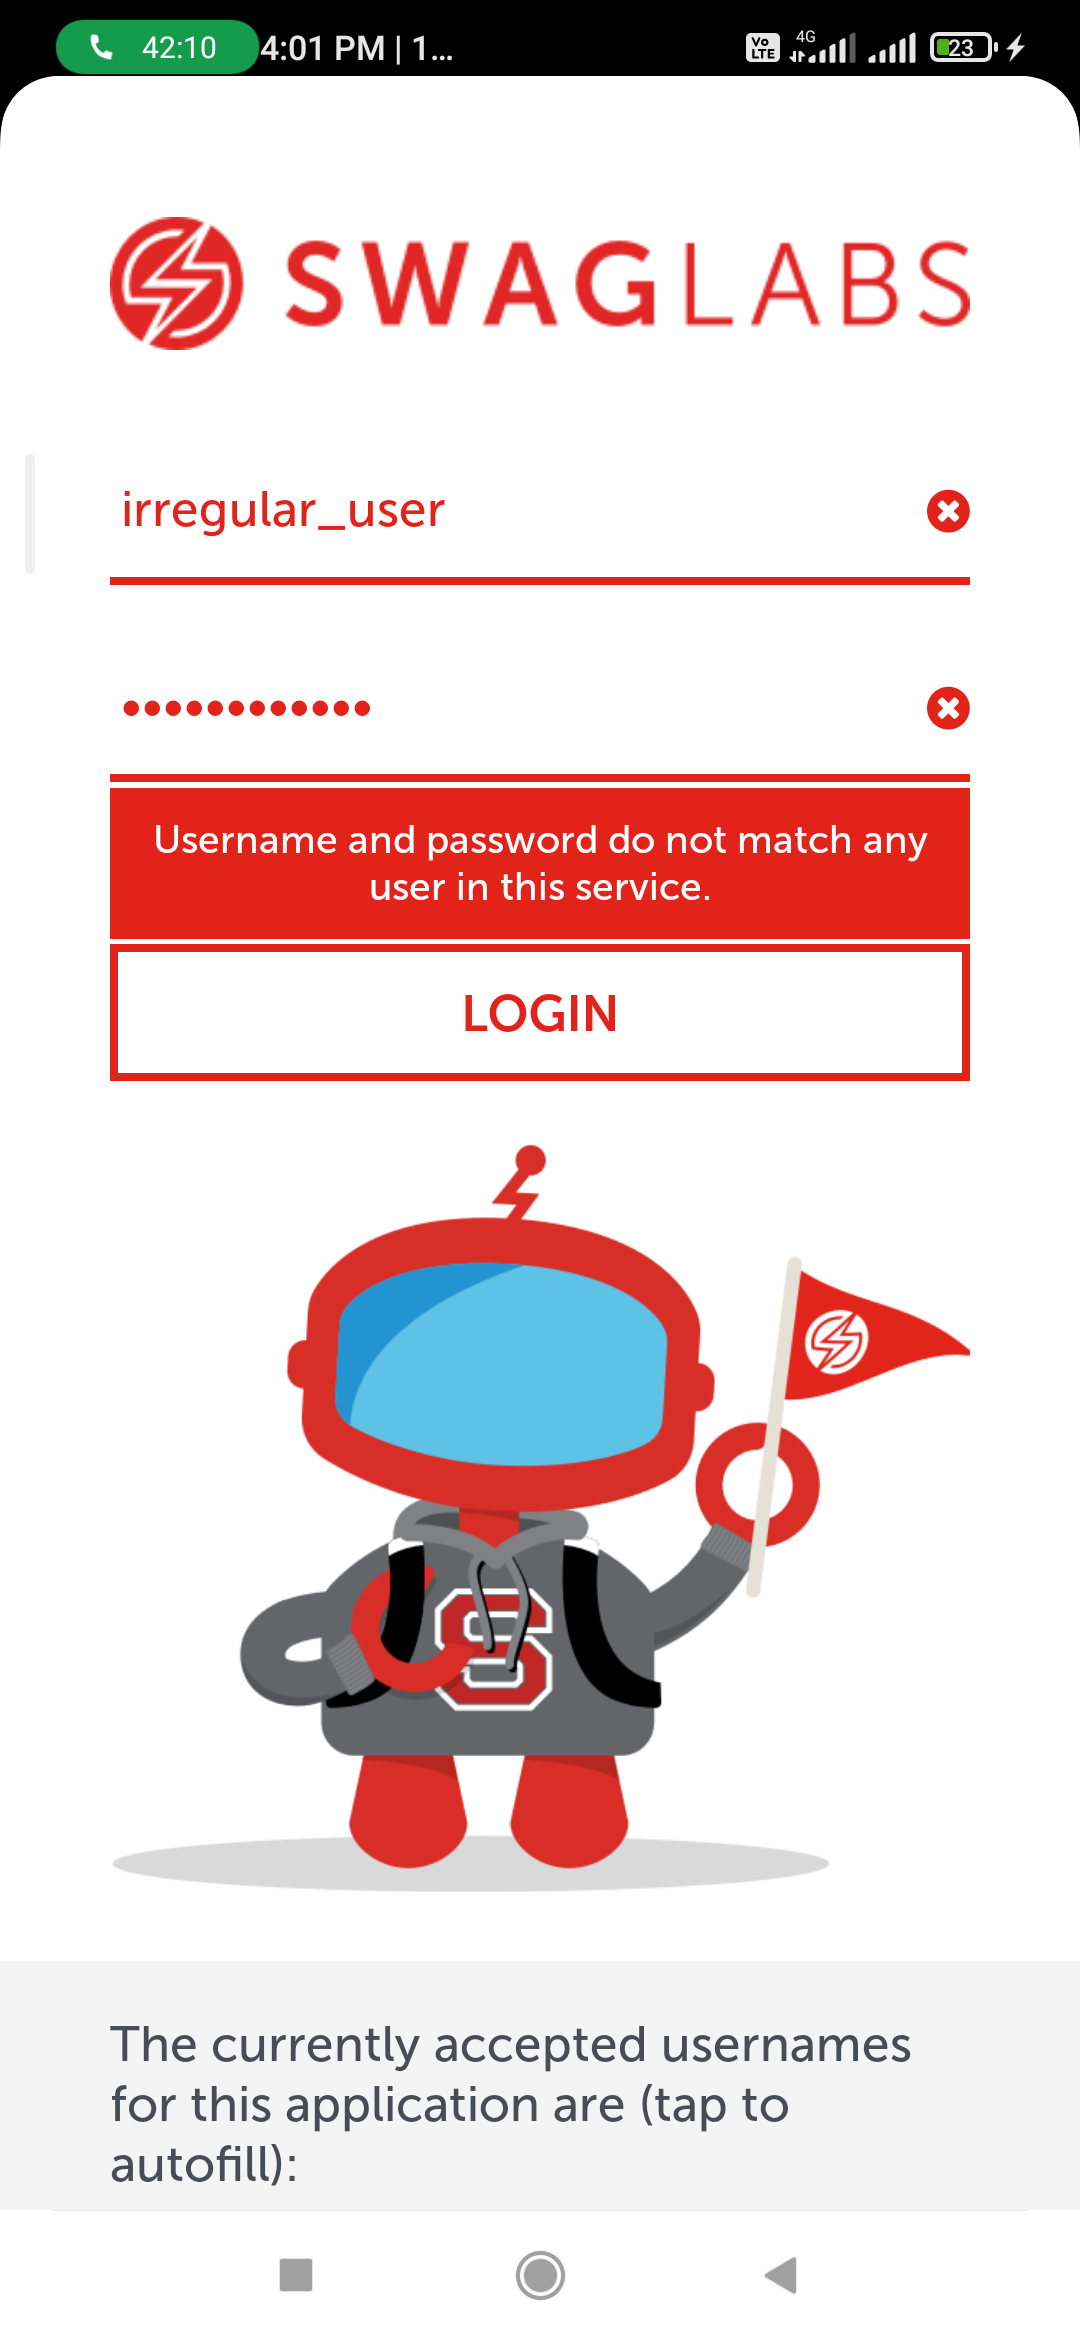 42:10 4:01 PM | 1... Vo LTE 4G 23
SWAGLABS
irregular_user
••••••••••••
Username and password do not match any
user in this service.
LOGIN
S
The currently accepted usernames
for this application are (tap to
autofill):